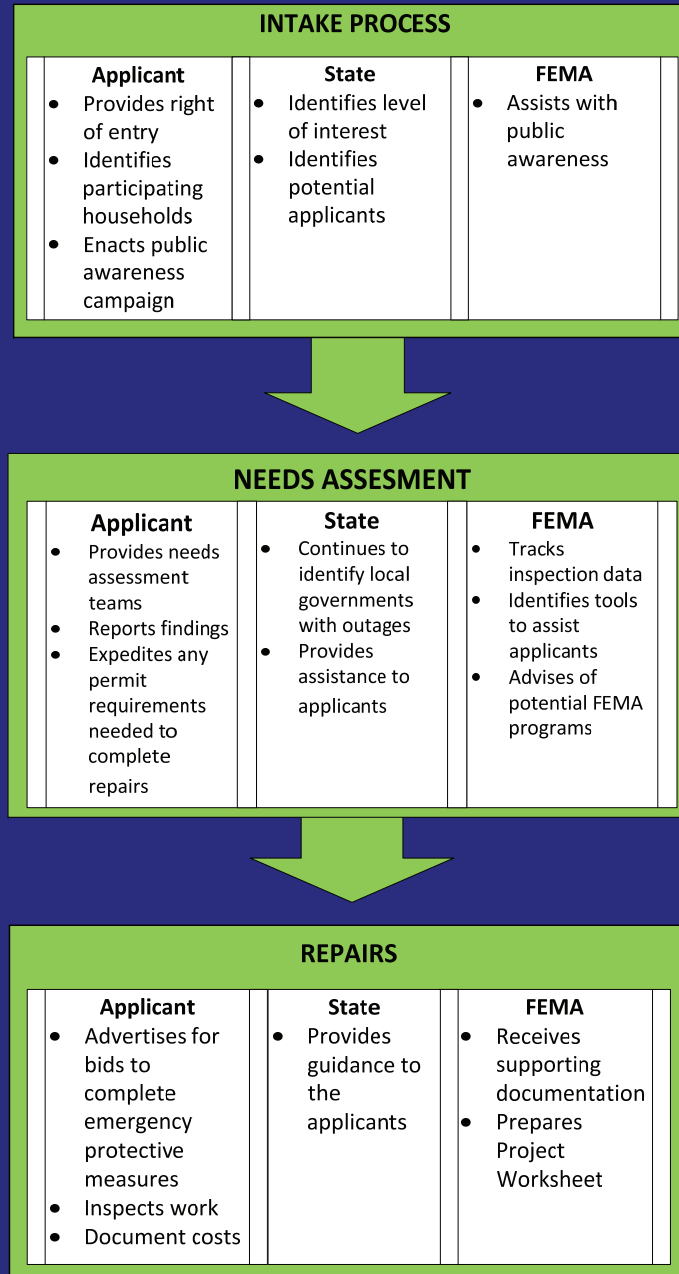 INTAKE PROCESS
Applicant
• Provides right
of entry
• Identifies
participating
households
• Enacts public
awareness
campaign
State
• Identifies level
of interest
• Identifies
potential
applicants
FEMA
• Assists with
public
awareness
NEEDS ASSESMENT
Applicant
• Provides needs
assessment
teams
• Reports findings
• Expedites any
permit
requirements
needed to
complete
repairs
State
• Continues to
identify local
governments
with outages
• Provides
assistance to
applicants
FEMA
• Tracks
inspection data
• Identifies tools
to assist
applicants
• Advises of
potential FEMA
programs
REPAIRS
Applicant
• Advertises for
bids to
complete
emergency
protective
measures
• Inspects work
• Document costs
State
• Provides
guidance to
the
applicants
FEMA
• Receives
supporting
documentation
• Prepares
Project
Worksheet